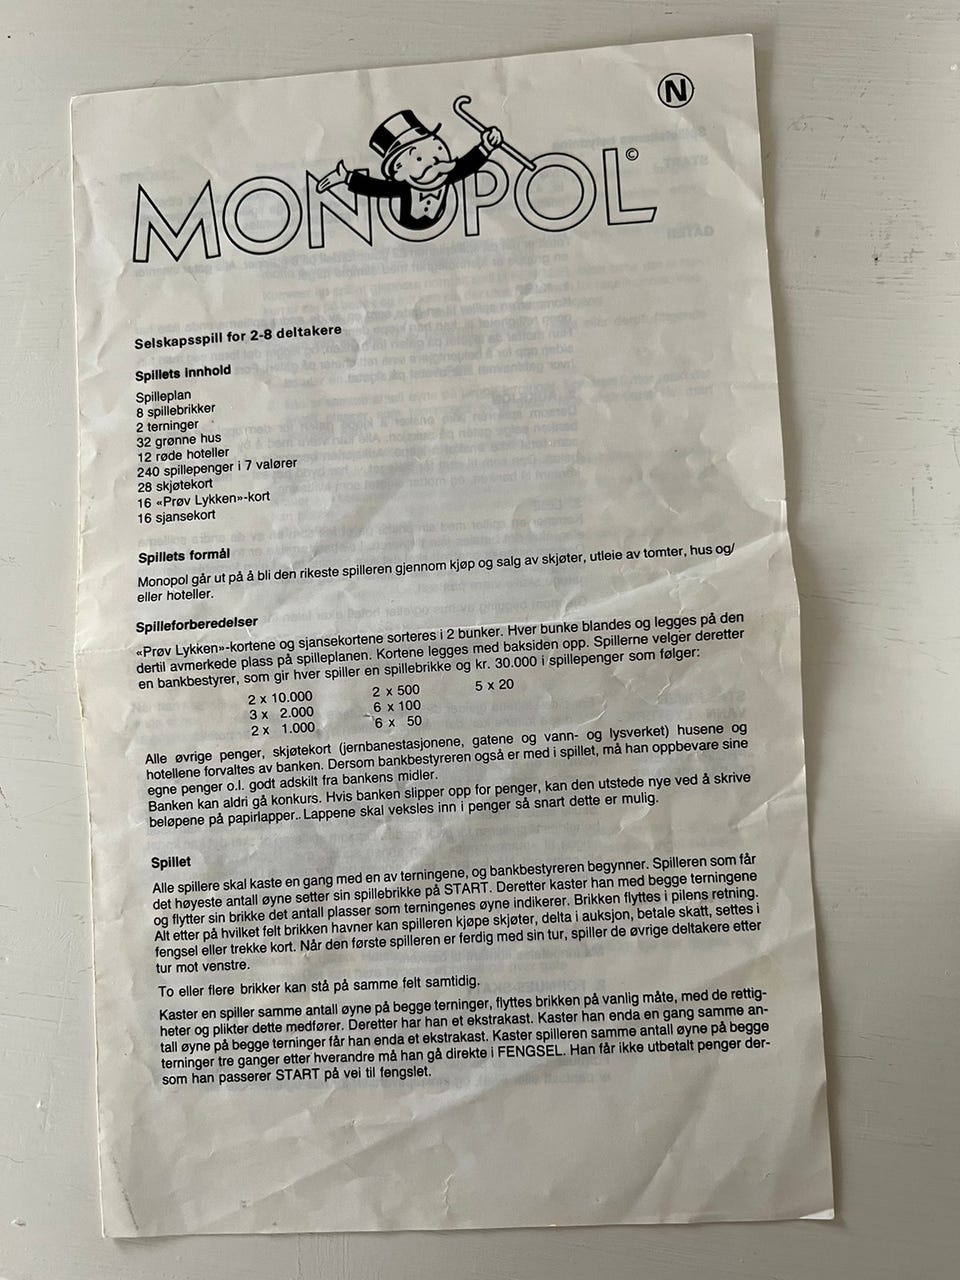 N
MONOPOL©
Selskapsspill for 2-8 deltakere
Spillets innhold
Spilleplan
8 spillebrikker
2 terninger
32 grønne hus
12 røde hoteller
240 spillepenger i 7 valører
28 skjøtekort
16 «Prøv Lykken»-kort
16 sjansekort
Spillets formål
Monopol går ut på å bli den rikeste spilleren gjennom kjøp og salg av skjøter, utleie av tomter, hus og/
eller hoteller.
Spilleforberedelser
«Prøv Lykken»-kortene og sjansekortene sorteres i 2 bunker. Hver bunke blandes og legges på den
dertil avmerkede plass på spilleplanen. Kortene legges med baksiden opp. Spillerne velger deretter
en bankbestyrer, som gir hver spiller en spillebrikke og kr. 30.000 i spillepenger som følger:
2 x 10.000 2 x 500 5 x 20
3 x 2.000 6 x 100
2 x 1.000 6 x 50
Alle øvrige penger, skjøtekort (jernbanestasjonene, gatene og vann- og lysverket) husene og
hotellene forvaltes av banken. Dersom bankbestyreren også er med i spillet, må han oppbevare sine
egne penger o.l. godt adskilt fra bankens midler.
Banken kan aldri gå konkurs. Hvis banken slipper opp for penger, kan den utstede nye ved å skrive
beløpene på papirlapper.. Lappene skal veksles inn i penger så snart dette er mulig.
Spillet
Alle spillere skal kaste en gang med en av terningene, og bankbestyreren begynner. Spilleren som får
det høyeste antall øyne setter sin spillebrikke på START. Deretter kaster han med begge terningene
og flytter sin brikke det antall plasser som terningenes øyne indikerer. Brikken flyttes i pilens retning.
Alt etter på hvilket felt brikken havner kan spilleren kjøpe skjøter, delta i auksjon, betale skatt, settes i
fengsel eller trekke kort. Når den første spilleren er ferdig med sin tur, spiller de øvrige deltakere etter
tur mot venstre.
To eller flere brikker kan stå på samme felt samtidig.
Kaster en spiller samme antall øyne på begge terninger, flyttes brikken på vanlig måte, med de rettig-
heter og plikter dette medfører. Deretter har han et ekstrakast. Kaster han enda en gang samme an-
tall øyne på begge terninger får han enda et ekstrakast. Kaster spilleren samme antall øyne på begge
terninger tre ganger etter hverandre må han gå direkte i FENGSEL. Han får ikke utbetalt penger der-
som han passerer START på vei til fengslet.